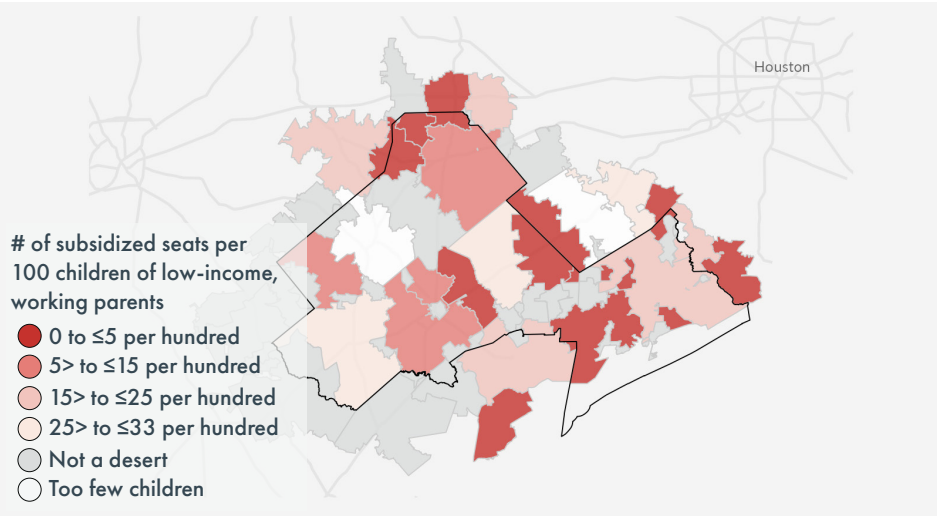 Houston
# of subsidized seats per
100 children of low-income,
working parents
0 to ≤5 per hundred
5> to ≤15 per hundred
15> to ≤25 per hundred
25> to ≤33 per hundred
Not a desert
Too few children